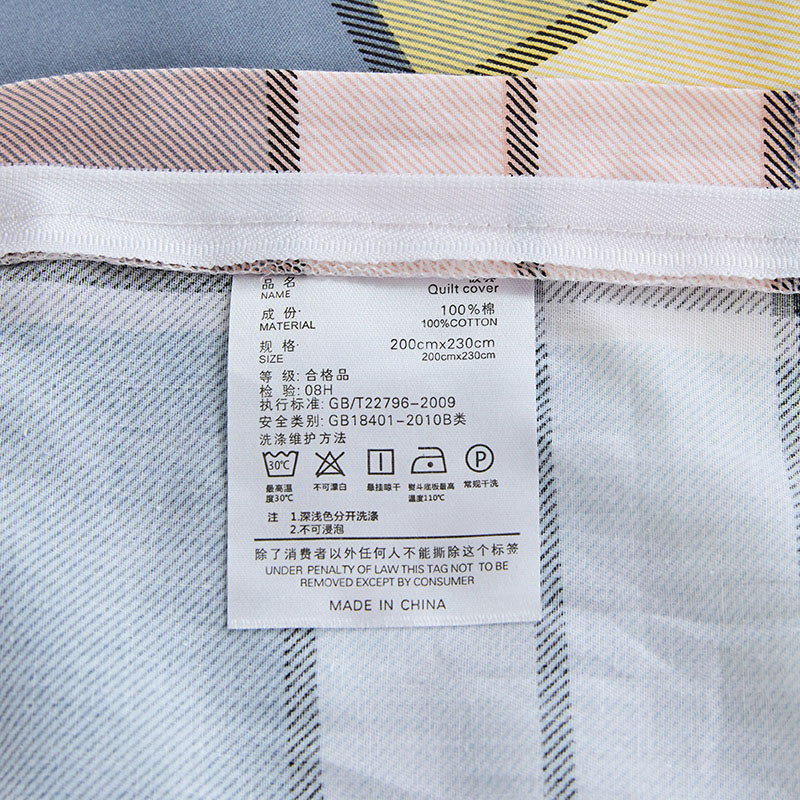 品 名
NAME
Quilt cover
成 份·
MATERIAL
100%棉
100%COTTON
规 格·
SIZE
200cmx230cm
200cmx230cm
等 级: 合格品
检 验: 08H
执行标准: GB/T22796-2009
安全类别: GB18401-2010B类
洗涤维护方法
30℃ P
最高温 不可漂白 悬挂晾干 熨斗底板最高 常规干洗
度30℃ 温度110℃
注 1.深浅色分开洗涤
2.不可浸泡
除了消费者以外任何人不能撕除这个标签
UNDER PENALTY OF LAW THIS TAG NOT TO BE
REMOVED EXCEPT BY CONSUMER
MADE IN CHINA